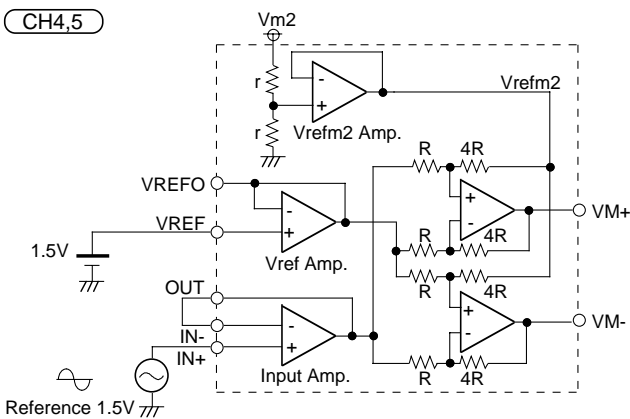 CH4,5
Vm2
r
r
-
+
Vrefm2
Vrefm2 Amp.
R 4R
VREFO
-
+
+
-
VM+
VREF
1.5V
R 4R
Vref Amp.
R 4R
OUT
-
+
+
-
VM-
IN-
IN+
Input Amp.
R 4R
Reference 1.5V